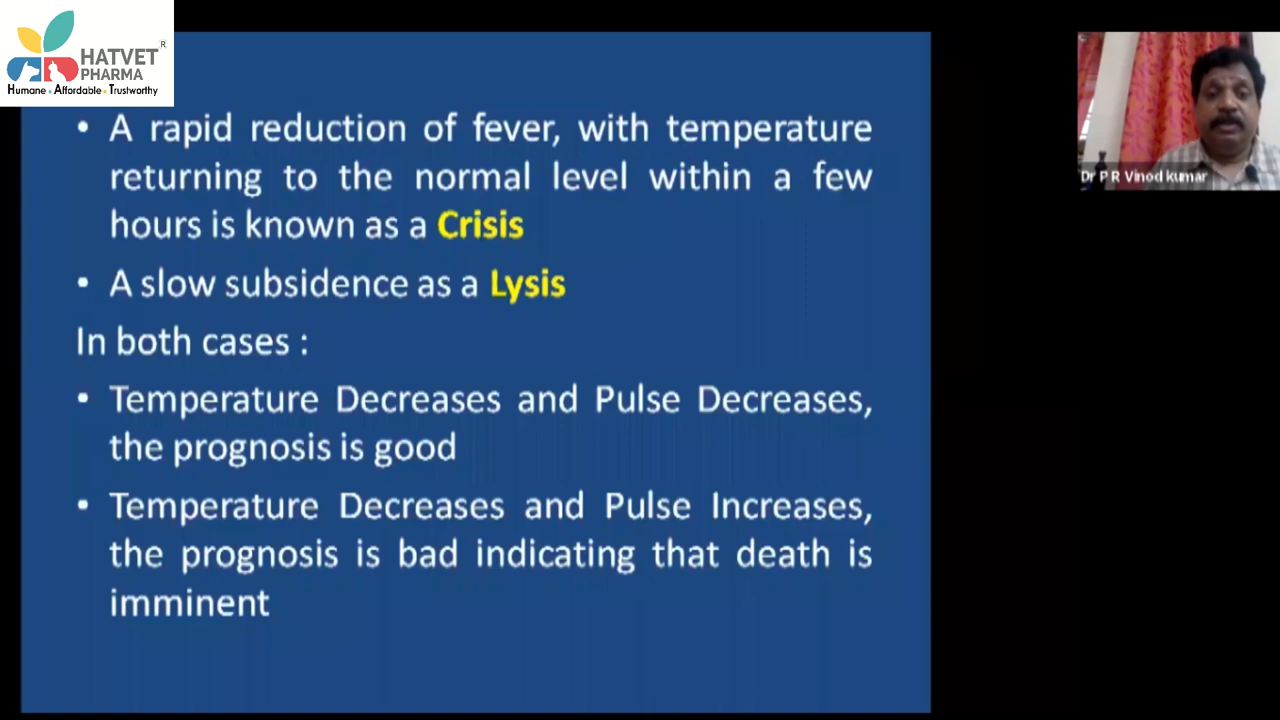 HATVET®
PHARMA
Humane • Affordable • Trustworthy
• A rapid reduction of fever, with temperature
returning to the normal level within a few
hours is known as a Crisis
• A slow subsidence as a Lysis
In both cases :
• Temperature Decreases and Pulse Decreases,
the prognosis is good
• Temperature Decreases and Pulse Increases,
the prognosis is bad indicating that death is
imminent
Dr P R Vinod kumar